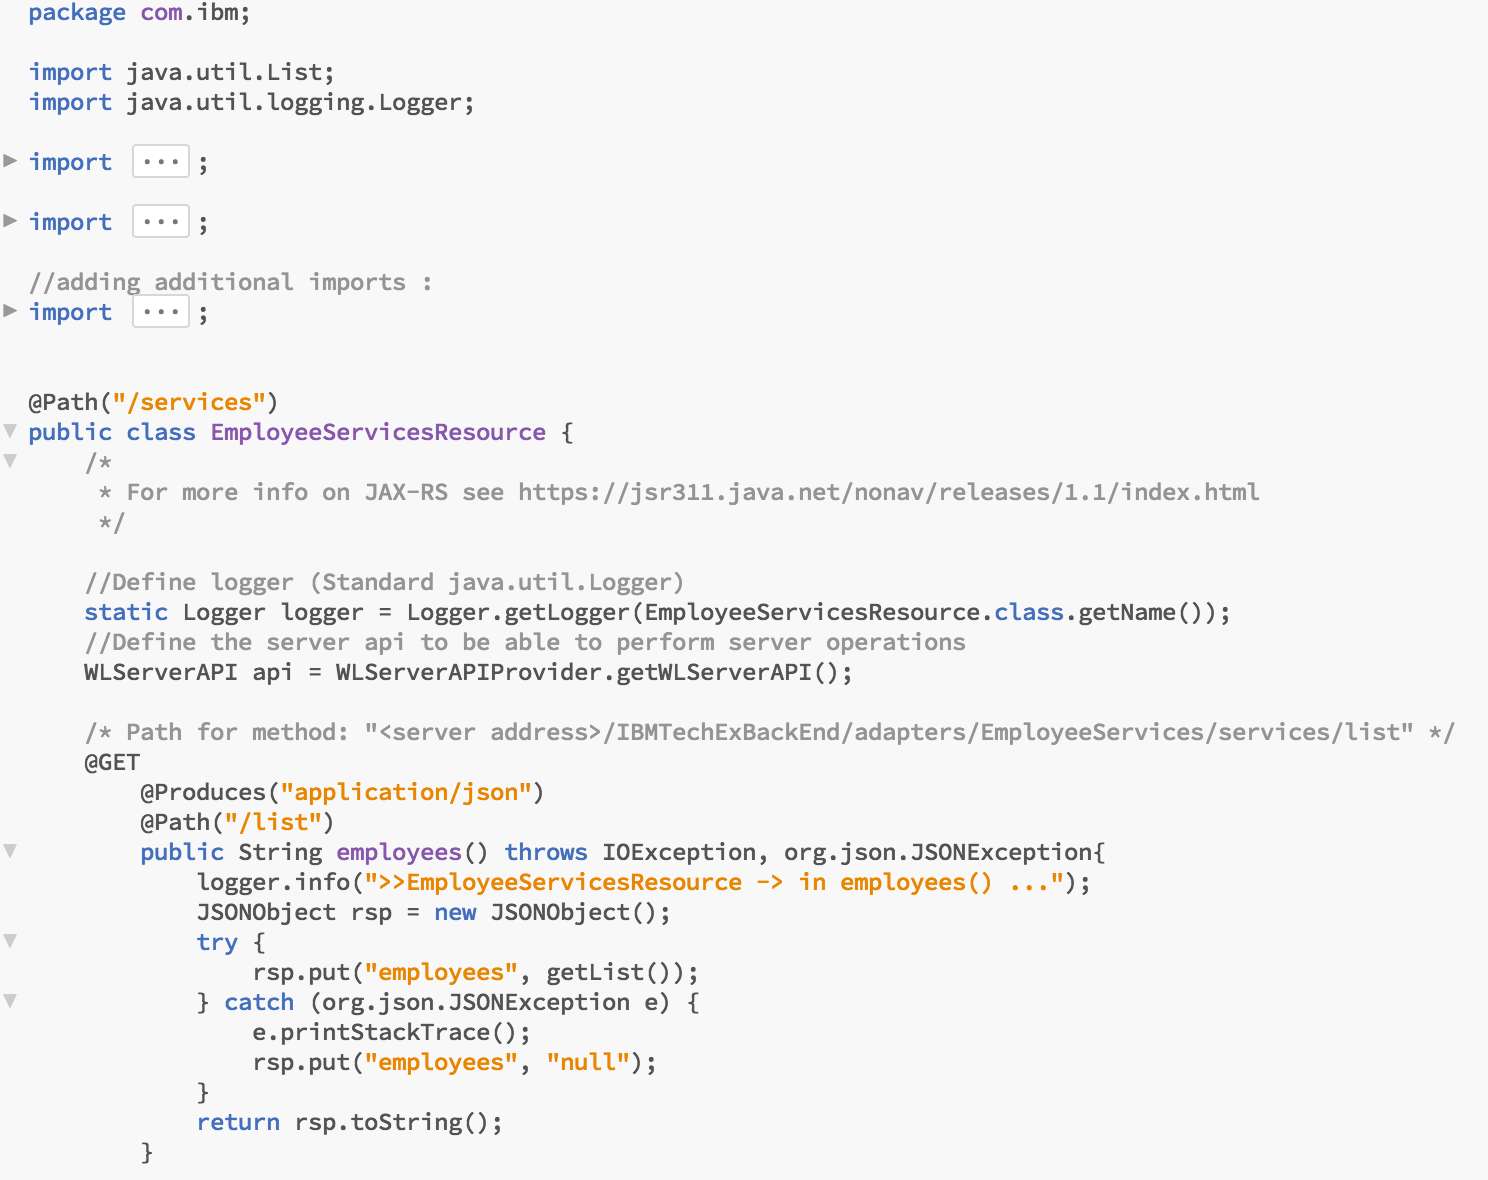 package com.ibm;
import java.util.List;
import java.util.logging.Logger;
import ... ;
import ... ;
//adding additional imports :
import ... ;
@Path("/services")
public class EmployeeServicesResource {
/*
* For more info on JAX-RS see https://jsr311.java.net/nonav/releases/1.1/index.html
*/
//Define logger (Standard java.util.Logger)
static Logger logger = Logger.getLogger(EmployeeServicesResource.class.getName());
//Define the server api to be able to perform server operations
WLServerAPI api = WLServerAPIProvider.getWLServerAPI();
/* Path for method: "<server address>/IBMTechExBackEnd/adapters/EmployeeServices/services/list" */
@GET
@Produces("application/json")
@Path("/list")
public String employees() throws IOException, org.json.JSONException{
logger.info(">>EmployeeServicesResource -> in employees() ...");
JSONObject rsp = new JSONObject();
try {
rsp.put("employees", getList());
} catch (org.json.JSONException e) {
e.printStackTrace();
rsp.put("employees", "null");
}
return rsp.toString();
}